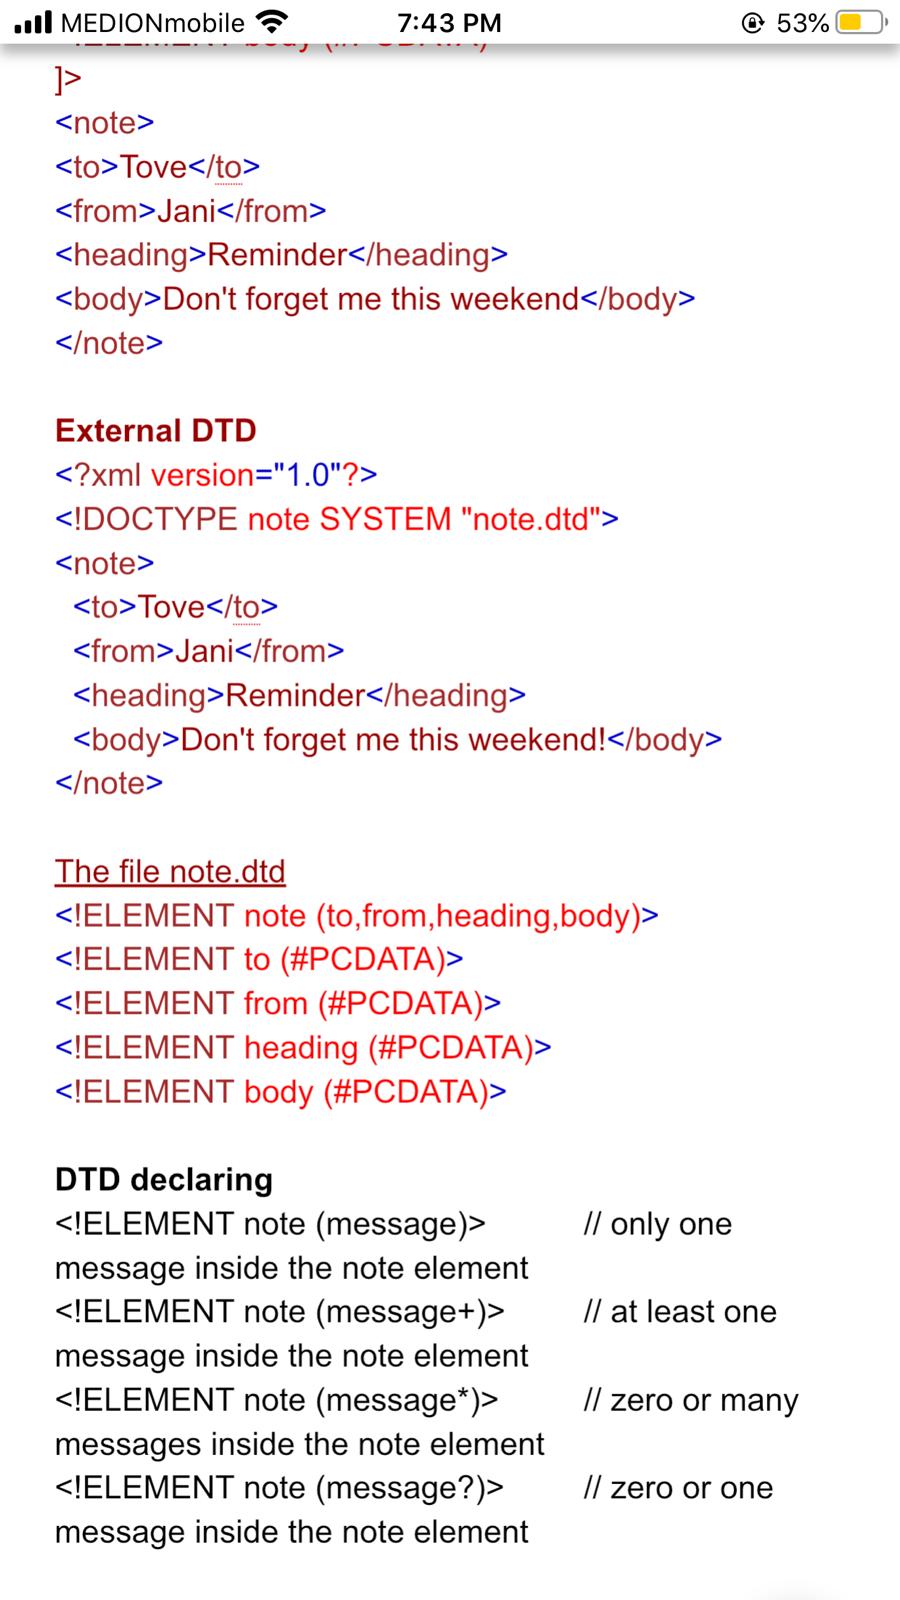 MEDIONmobile 7:43 PM 53%
!ELEMENT body (#PCDATA)
]>
<note>
<to>Tove</to>
<from>Jani</from>
<heading>Reminder</heading>
<body>Don't forget me this weekend</body>
</note>
External DTD
<?xml version="1.0"?>
<!DOCTYPE note SYSTEM "note.dtd">
<note>
<to>Tove</to>
<from>Jani</from>
<heading>Reminder</heading>
<body>Don't forget me this weekend!</body>
</note>
The file note.dtd
<!ELEMENT note (to,from,heading,body)>
<!ELEMENT to (#PCDATA)>
<!ELEMENT from (#PCDATA)>
<!ELEMENT heading (#PCDATA)>
<!ELEMENT body (#PCDATA)>
DTD declaring
<!ELEMENT note (message)> // only one
message inside the note element
<!ELEMENT note (message+)> // at least one
message inside the note element
<!ELEMENT note (message*)> // zero or many
messages inside the note element
<!ELEMENT note (message?)> // zero or one
message inside the note element